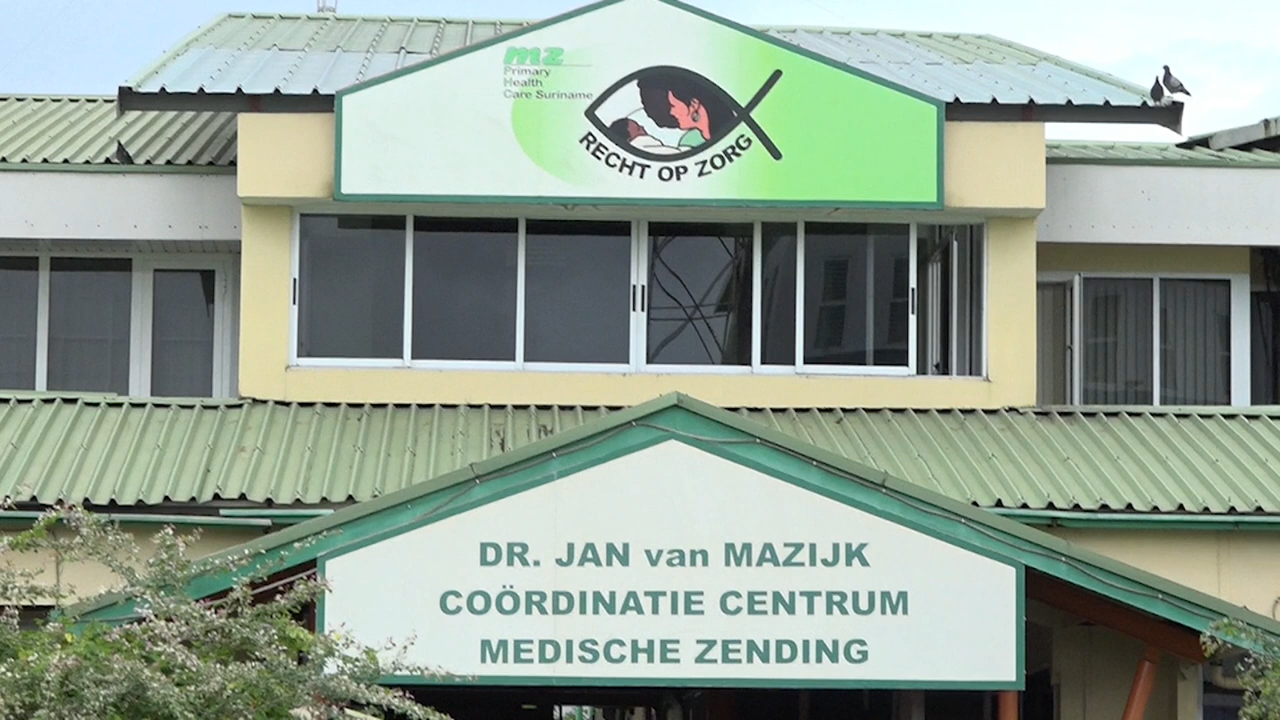 mz
Primary
Health
Care Suriname
RECHT OP ZORG
DR. JAN van MAZIJK
COÖRDINATIE CENTRUM
MEDISCHE ZENDING